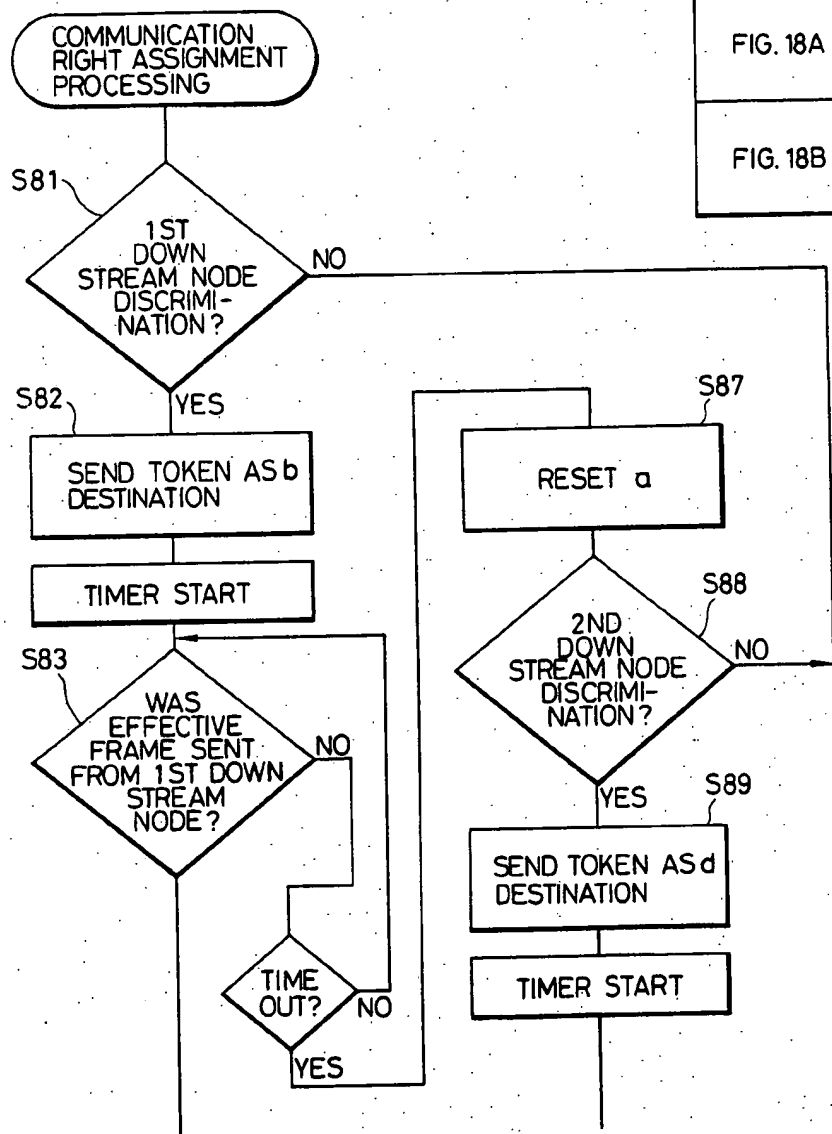 COMMUNICATION
RIGHT ASSIGNMENT
PROCESSING
FIG. 18A
FIG. 18B
S81
1ST
DOWN
STREAM NODE
DISCRIMI-
NATION?
NO
YES
S82
SEND TOKEN AS b
DESTINATION
TIMER START
S83
WAS
EFFECTIVE
FRAME SENT
FROM 1ST DOWN
STREAM
NODE?
NO
TIME
OUT?
NO
YES
S87
RESET a
S88
2ND
DOWN
STREAM NODE
DISCRIMI-
NATION?
NO
YES
S89
SEND TOKEN AS d
DESTINATION
TIMER START